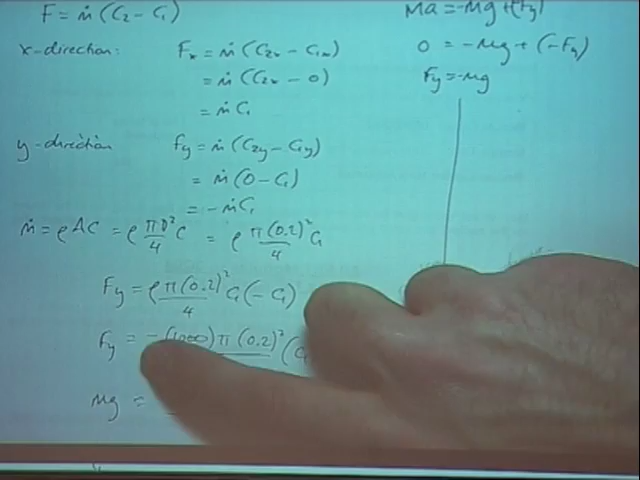 F = ṁ (C₂ - C₁)
x-direction: Fₓ = ṁ (C₂ₓ - C₁ₓ)
= ṁ (C₂ₓ - 0)
= ṁ C₁
y-direction Fy = ṁ (C₂y - C₁y)
= ṁ (0 - C₁)
= - ṁ C₁
ṁ = ρ A C = ρ πD²/4 C = ρ π(0.2)²/4 C₁
Fy = ρ π(0.2)²/4 C₁ (-C₁)
Fy = -(1000) π (0.2)² (C₁
Mg =
Ma = -Mg + (Fy)
0 = -Mg + (-Fy)
Fy = -Mg